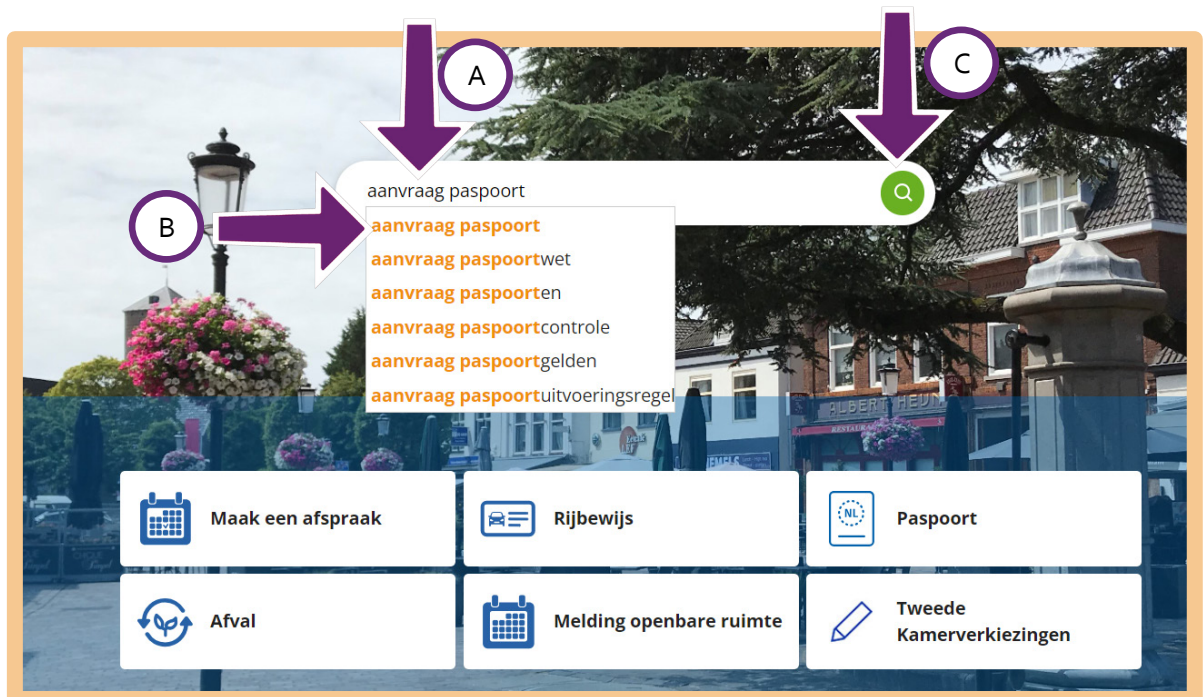 A
C
aanvraag paspoort
B
aanvraag paspoort
aanvraag paspoortwet
aanvraag paspoorten
aanvraag paspoortcontrole
aanvraag paspoortgelden
aanvraag paspoortuitvoeringsregel
ALBERT HEIJN
RESTAURA
Maak een afspraak
Rijbewijs
NL
Paspoort
Afval
Melding openbare ruimte
Tweede
Kamerverkiezingen